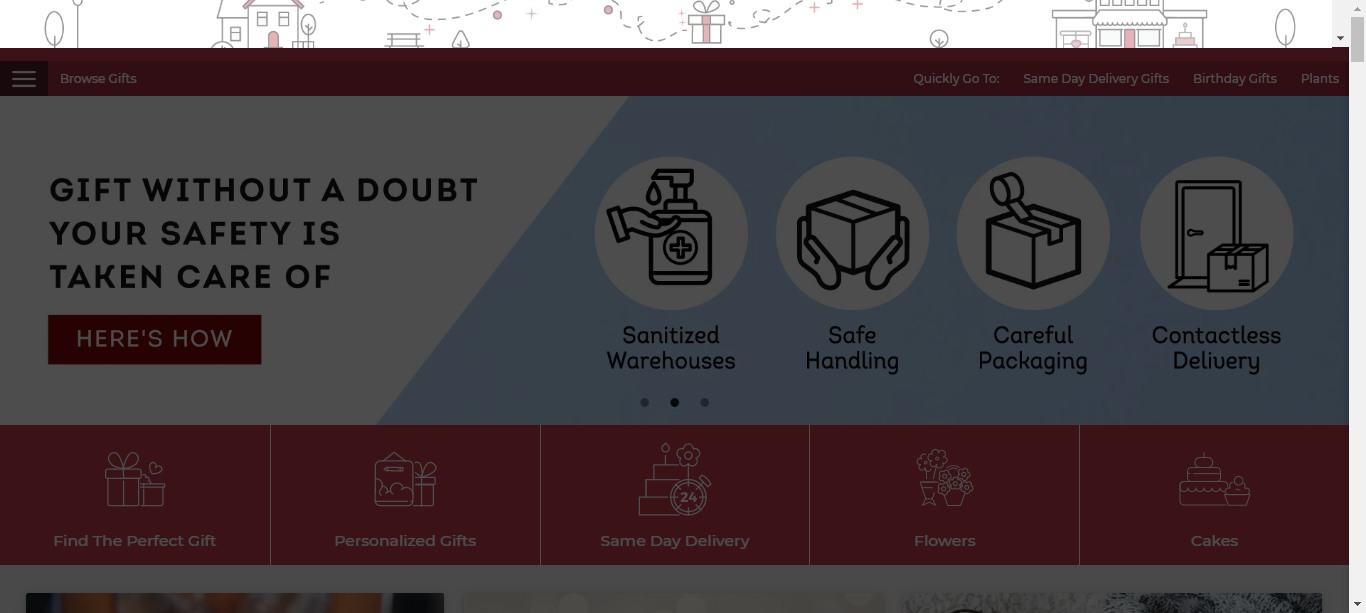 Browse Gifts
Quickly Go To: Same Day Delivery Gifts Birthday Gifts Plants
GIFT WITHOUT A DOUBT
YOUR SAFETY IS
TAKEN CARE OF
HERE'S HOW
Sanitized
Warehouses
Safe
Handling
Careful
Packaging
Contactless
Delivery
24
Find The Perfect Gift
Personalized Gifts
Same Day Delivery
Flowers
Cakes